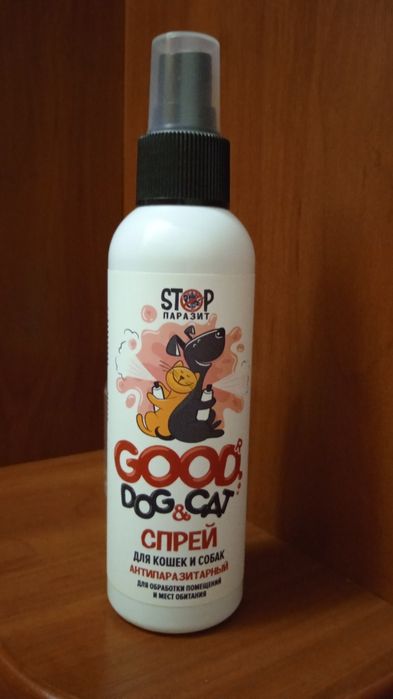 STOP
ПАРАЗИТ
GOOD
DOG & CAT
СПРЕЙ
ДЛЯ КОШЕК И СОБАК
АНТИПАРАЗИТАРНЫЙ
ДЛЯ ОБРАБОТКИ ПОМЕЩЕНИЙ
И МЕСТ ОБИТАНИЯ